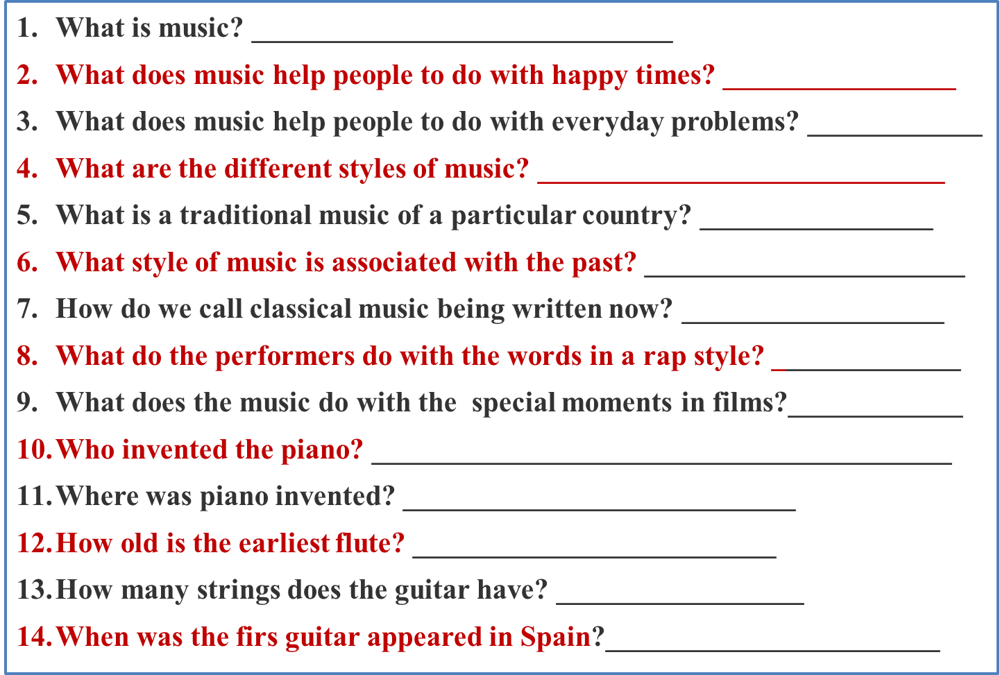 1. What is music? _____________________________
2. What does music help people to do with happy times? ________________
3. What does music help people to do with everyday problems? ____________
4. What are the different styles of music? ____________________________
5. What is a traditional music of a particular country? ________________
6. What style of music is associated with the past? ______________________
7. How do we call classical music being written now? __________________
8. What do the performers do with the words in a rap style? _____________
9. What does the music do with the  special moments in films?____________
10. Who invented the piano? ________________________________________
11. Where was piano invented? ___________________________
12. How old is the earliest flute? _________________________
13. How many strings does the guitar have? _________________
14. When was the firs guitar appeared in Spain?_______________________